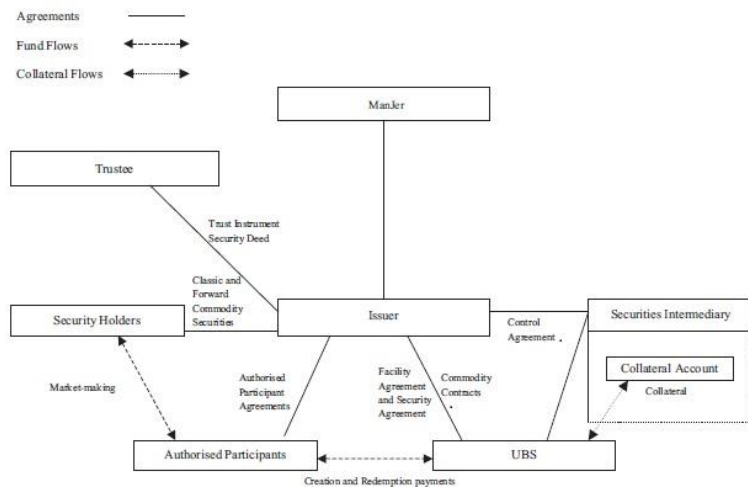 Agreements
Fund Flows
Collateral Flows
ManJer
Trustee
Trust Instrument
Security Deed
Classic and
Forward
Commodity
Securities
Security Holders
Issuer
Securities Intermediary
Control
Agreement
Collateral Account
Collateral
Market-making
Authorised
Participant
Agreements
Facility
Agreement
and Security
Agreement
Commodity
Contracts
Authorised Participants
UBS
Creation and Redemption payments